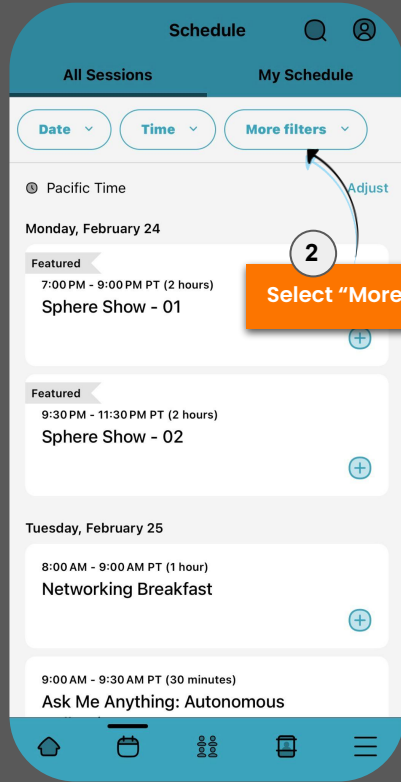 Schedule
All Sessions
My Schedule
Date
Time
More filters
Pacific Time
Adjust
Monday, February 24
2
Featured
7:00 PM - 9:00 PM PT (2 hours)
Select "More
Sphere Show - 01
Featured
9:30 PM - 11:30 PM PT (2 hours)
Sphere Show - 02
Tuesday, February 25
8:00 AM - 9:00 AM PT (1 hour)
Networking Breakfast
9:00 AM - 9:30 AM PT (30 minutes)
Ask Me Anything: Autonomous